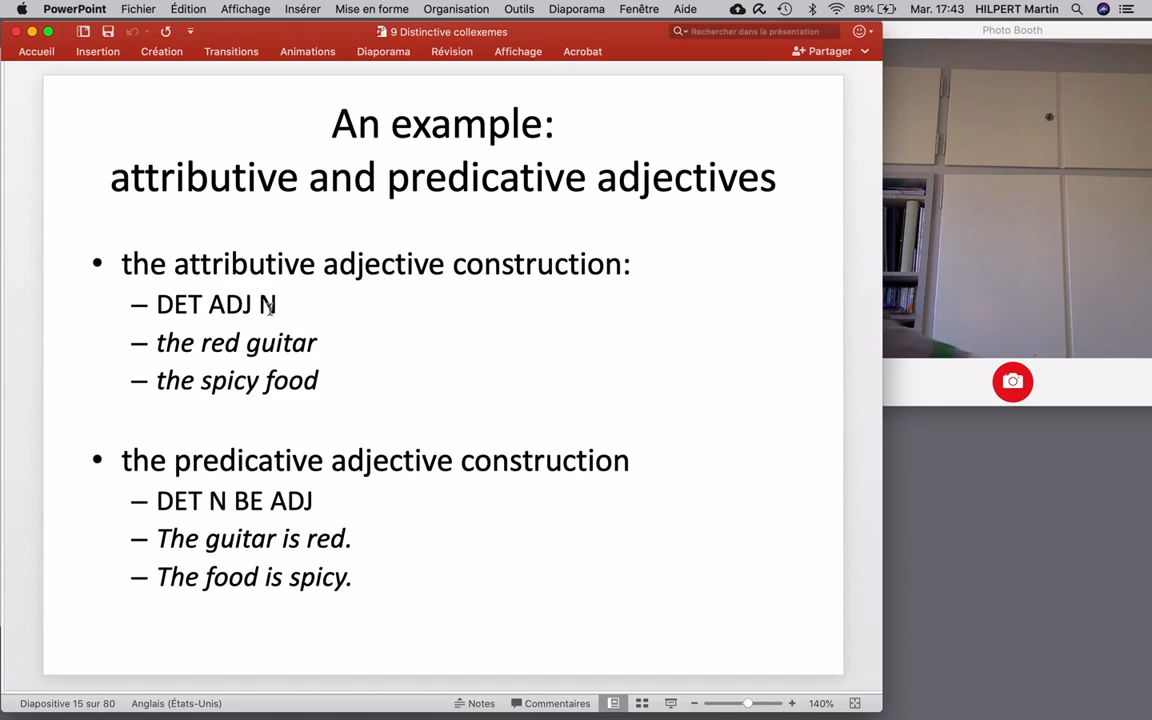 PowerPoint Fichier Édition Affichage Insérer Mise en forme Organisation Outils Diaporama Fenêtre Aide 89% Mar. 17:43 HILPERT Martin
9 Distinctive collexemes
Rechercher dans la présentation
Photo Booth
Accueil Insertion Création Transitions Animations Diaporama Révision Affichage Acrobat Partager
An example:
attributive and predicative adjectives
• the attributive adjective construction:
– DET ADJ N
– the red guitar
– the spicy food
• the predicative adjective construction
– DET N BE ADJ
– The guitar is red.
– The food is spicy.
Diapositive 15 sur 80 Anglais (États-Unis) Notes Commentaires 140%